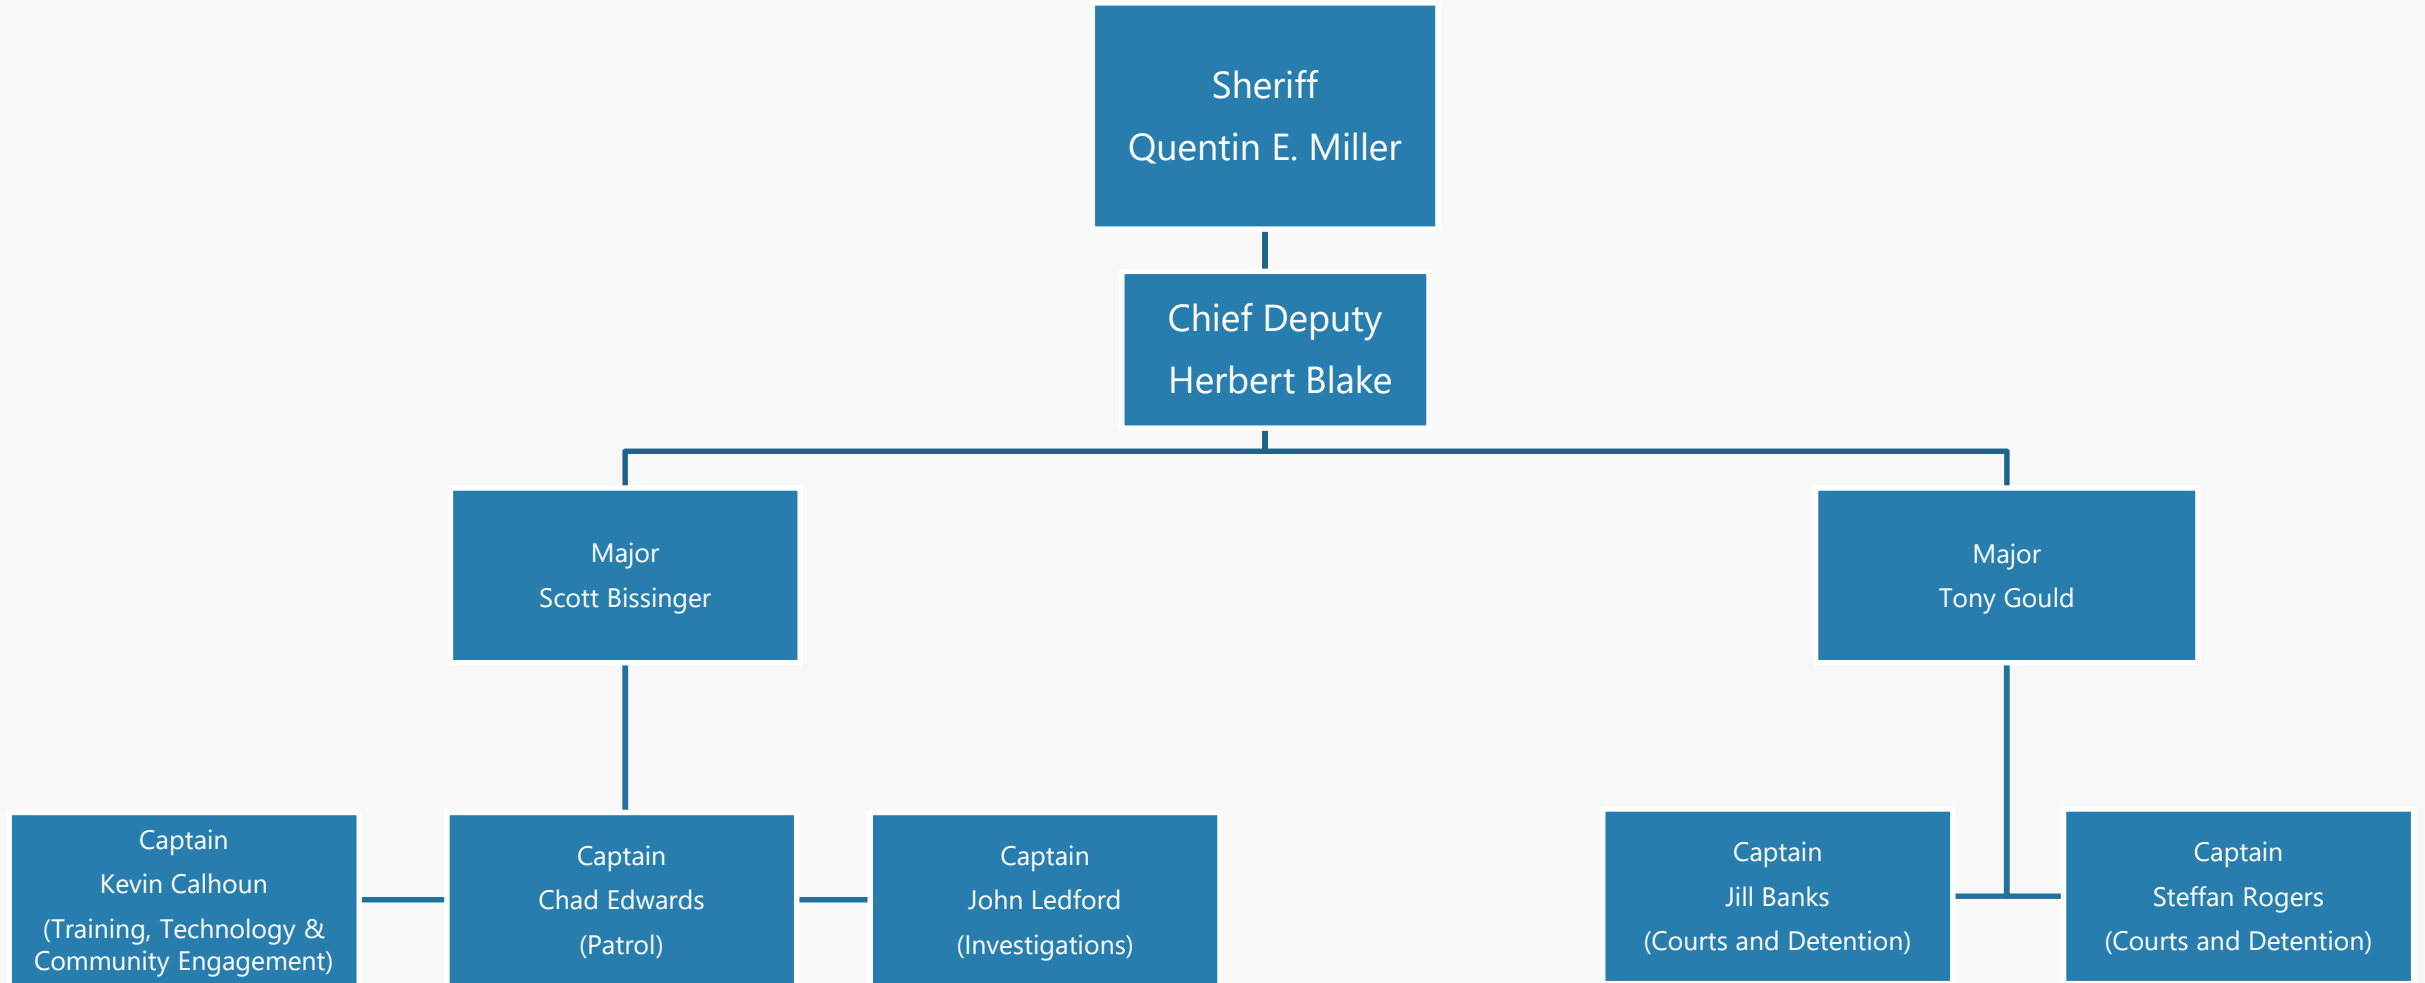 Sheriff
Quentin E. Miller
Chief Deputy
Herbert Blake
Major
Scott Bissinger
Major
Tony Gould
Captain
Kevin Calhoun
(Training, Technology &
Community Engagement)
Captain
Chad Edwards
(Patrol)
Captain
John Ledford
(Investigations)
Captain
Jill Banks
(Courts and Detention)
Captain
Steffan Rogers
(Courts and Detention)